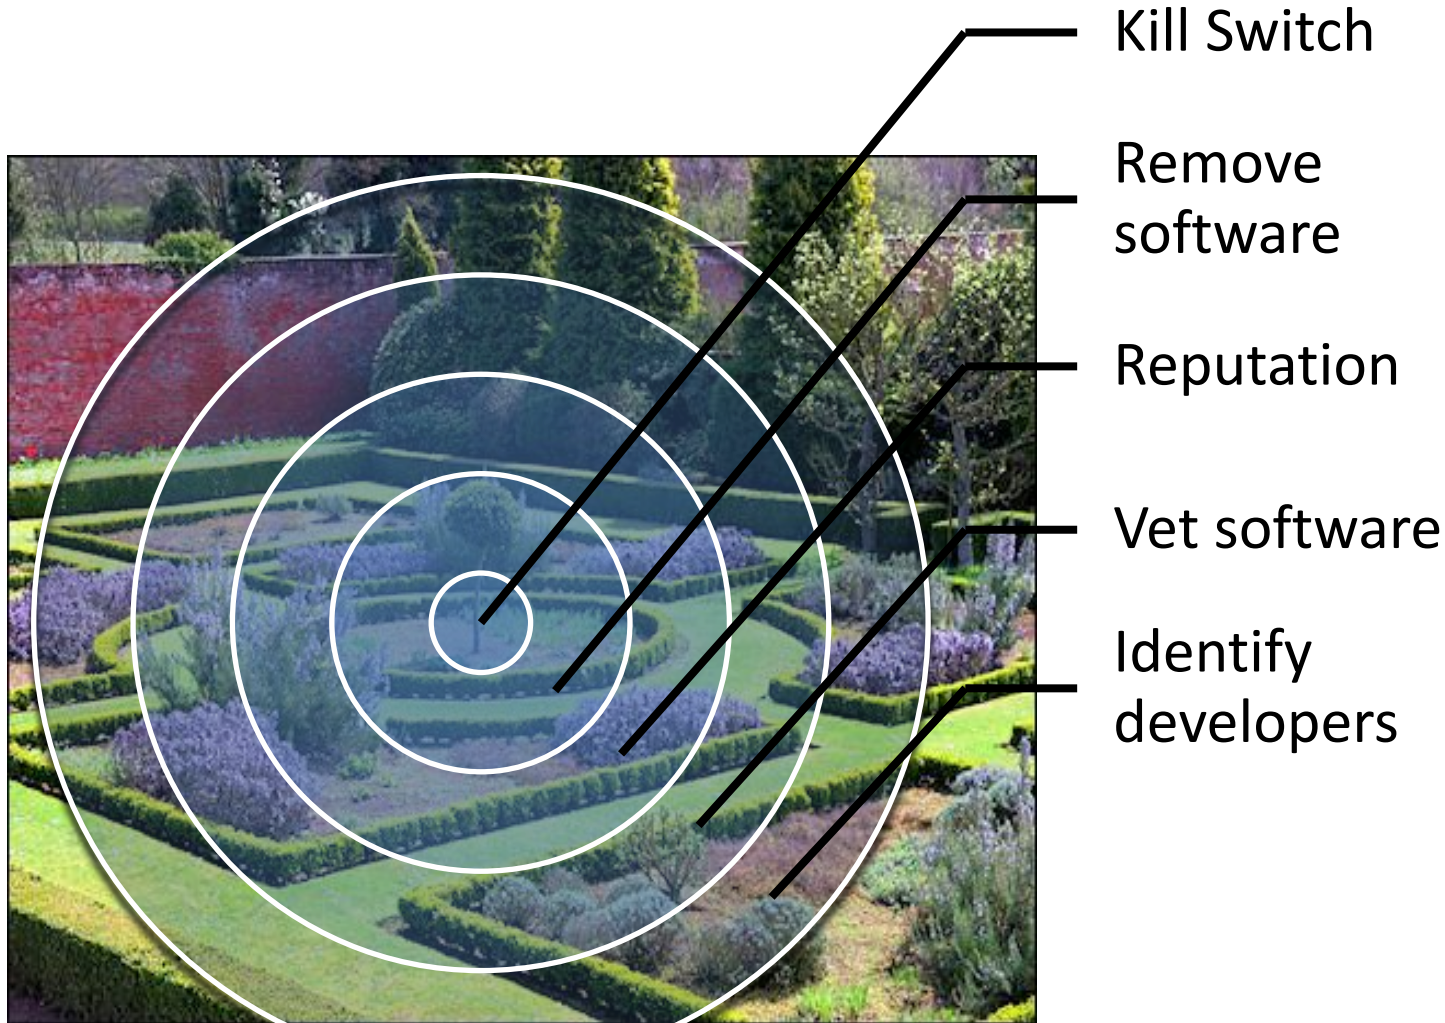 Kill Switch
Remove
software
Reputation
Vet software
Identify
developers